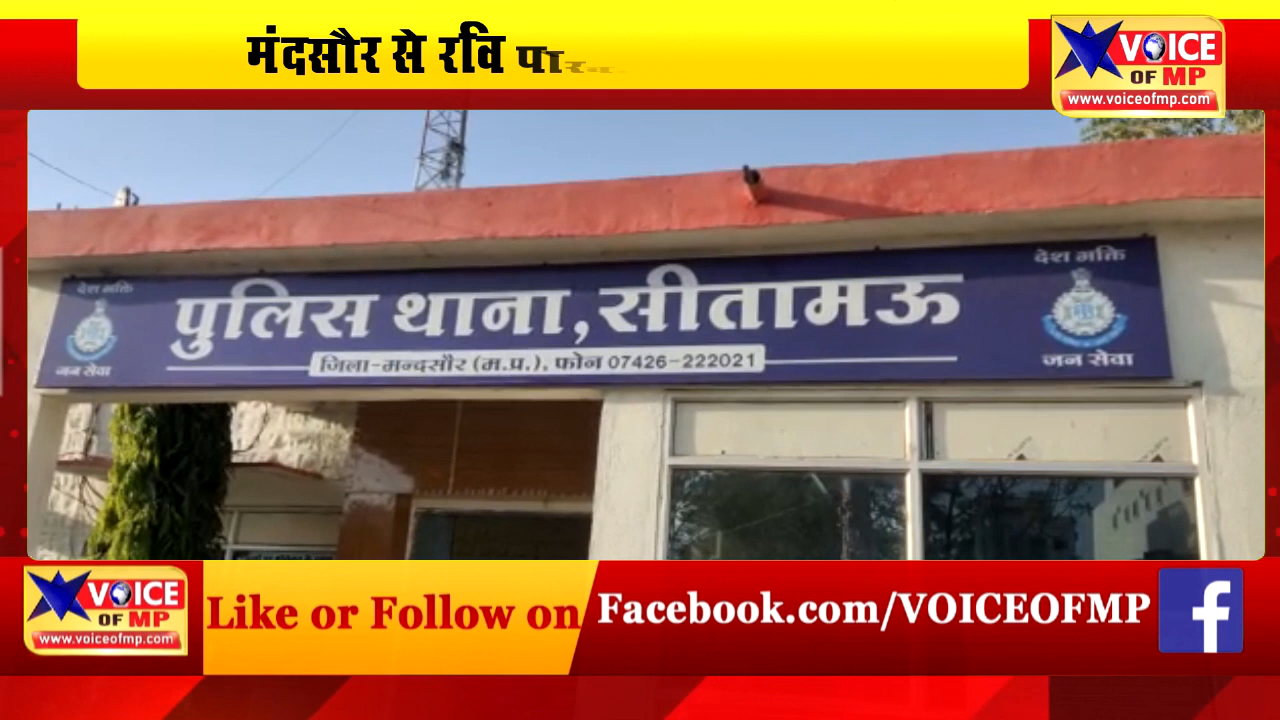 मंदसौर से रवि
VOICE
OF MP
www.voiceofmp.com
देश भक्ति
देश भक्ति
पुलिस थाना, सीतामऊ
जन सेवा
जिला-मन्दसौर (म.प्र.). फोन 07426-222021
जन सेवा
VOICE
OF MP
www.voiceofmp.com
Like or Follow on
Facebook.com/VOICEOFMP